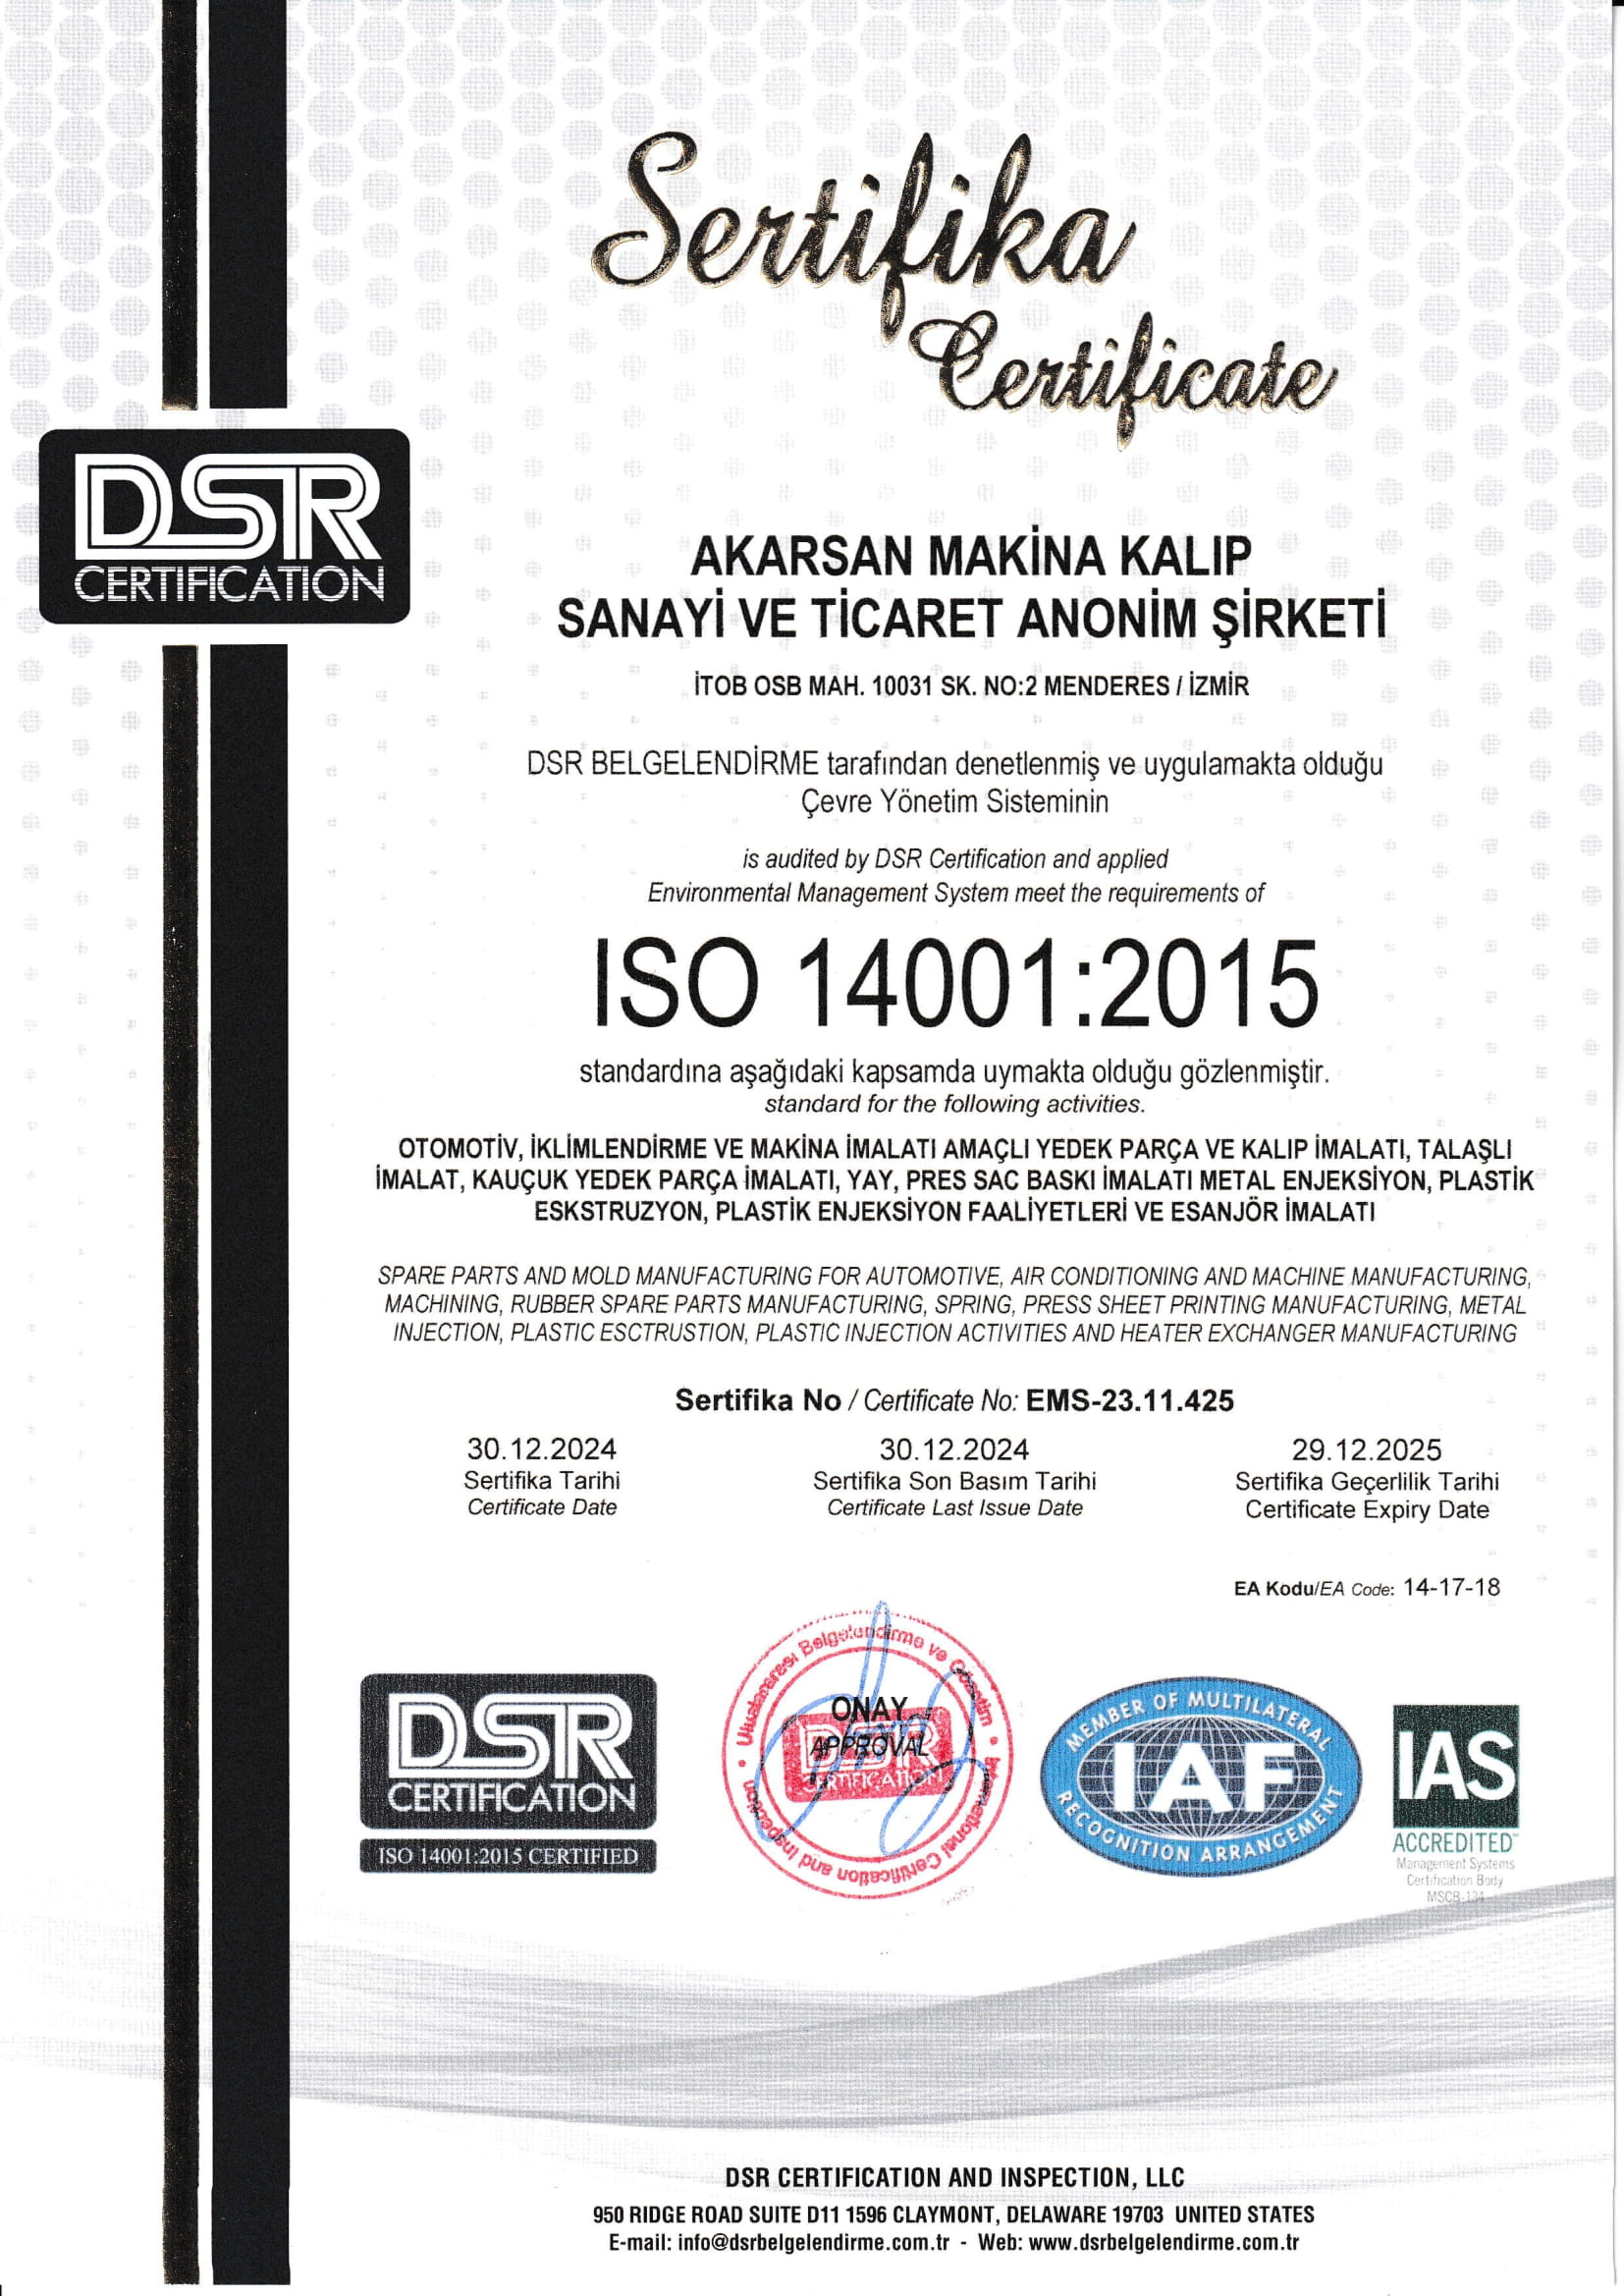 Sertifika
Certificate
DSR
CERTIFICATION
AKARSAN MAKİNA KALIP
SANAYİ VE TİCARET ANONİM ŞİRKETİ
İTOB OSB MAH. 10031 SK. NO:2 MENDERES / İZMİR
DSR BELGELENDİRME tarafından denetlenmiş ve uygulamakta olduğu
Çevre Yönetim Sisteminin
is audited by DSR Certification and applied
Environmental Management System meet the requirements of
ISO 14001:2015
standardına aşağıdaki kapsamda uymakta olduğu gözlenmiştir.
standard for the following activities.
OTOMOTİV, İKLİMLENDİRME VE MAKİNA İMALATI AMAÇLI YEDEK PARÇA VE KALIP İMALATI, TALAŞLI
İMALAT, KAUÇUK YEDEK PARÇA İMALATI, YAY, PRES SAC BASKI İMALATI METAL ENJEKSİYON, PLASTİK
ESKSTRUZYON, PLASTİK ENJEKSİYON FAALİYETLERİ VE ESANJÖR İMALATI
SPARE PARTS AND MOLD MANUFACTURING FOR AUTOMOTIVE, AIR CONDITIONING AND MACHINE MANUFACTURING,
MACHINING, RUBBER SPARE PARTS MANUFACTURING, SPRING, PRESS SHEET PRINTING MANUFACTURING, METAL
INJECTION, PLASTIC ESCTRUSTION, PLASTIC INJECTION ACTIVITIES AND HEATER EXCHANGER MANUFACTURING
Sertifika No / Certificate No: EMS-23.11.425
30.12.2024
Sertifika Tarihi
Certificate Date
30.12.2024
Sertifika Son Basım Tarihi
Certificate Last Issue Date
29.12.2025
Sertifika Geçerlilik Tarihi
Certificate Expiry Date
EA Kodu/EA Code: 14-17-18
DSR
CERTIFICATION
ISO 14001:2015 CERTIFIED
Uluslararası Belgelendirme ve Gözetim
International Certification and Inspection
ONAY
APPROVAL
DSR
CERTIFICATION
MEMBER OF MULTILATERAL
IAF
RECOGNITION ARRANGEMENT
IAS
ACCREDITED
Management Systems
Certification Body
DSR CERTIFICATION AND INSPECTION, LLC
950 RIDGE ROAD SUITE D11 1596 CLAYMONT, DELAWARE 19703 UNITED STATES
E-mail: info@dsrbelgelendirme.com.tr - Web: www.dsrbelgelendirme.com.tr